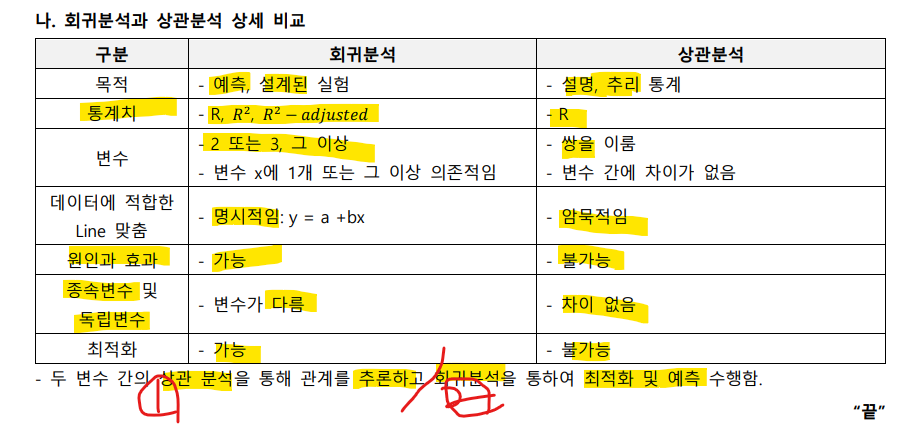 나. 회귀분석과 상관분석 상세 비교
구분 회귀분석 상관분석
목적 - 예측, 설계된 실험 - 설명, 추리 통계
통계치 - R, R², R² − adjusted - R
변수 - 2 또는 3, 그 이상 - 쌍을 이룸
- 변수 x에 1개 또는 그 이상 의존적임 - 변수 간에 차이가 없음
데이터에 적합한
Line 맞춤 - 명시적임: y = a +bx - 암묵적임
원인과 효과 - 가능 - 불가능
종속변수 및
독립변수 - 변수가 다름 - 차이 없음
최적화 - 가능 - 불가능
- 두 변수 간의 상관 분석을 통해 관계를 추론하고 회귀분석을 통하여 최적화 및 예측 수행함.
1 2
“끝”